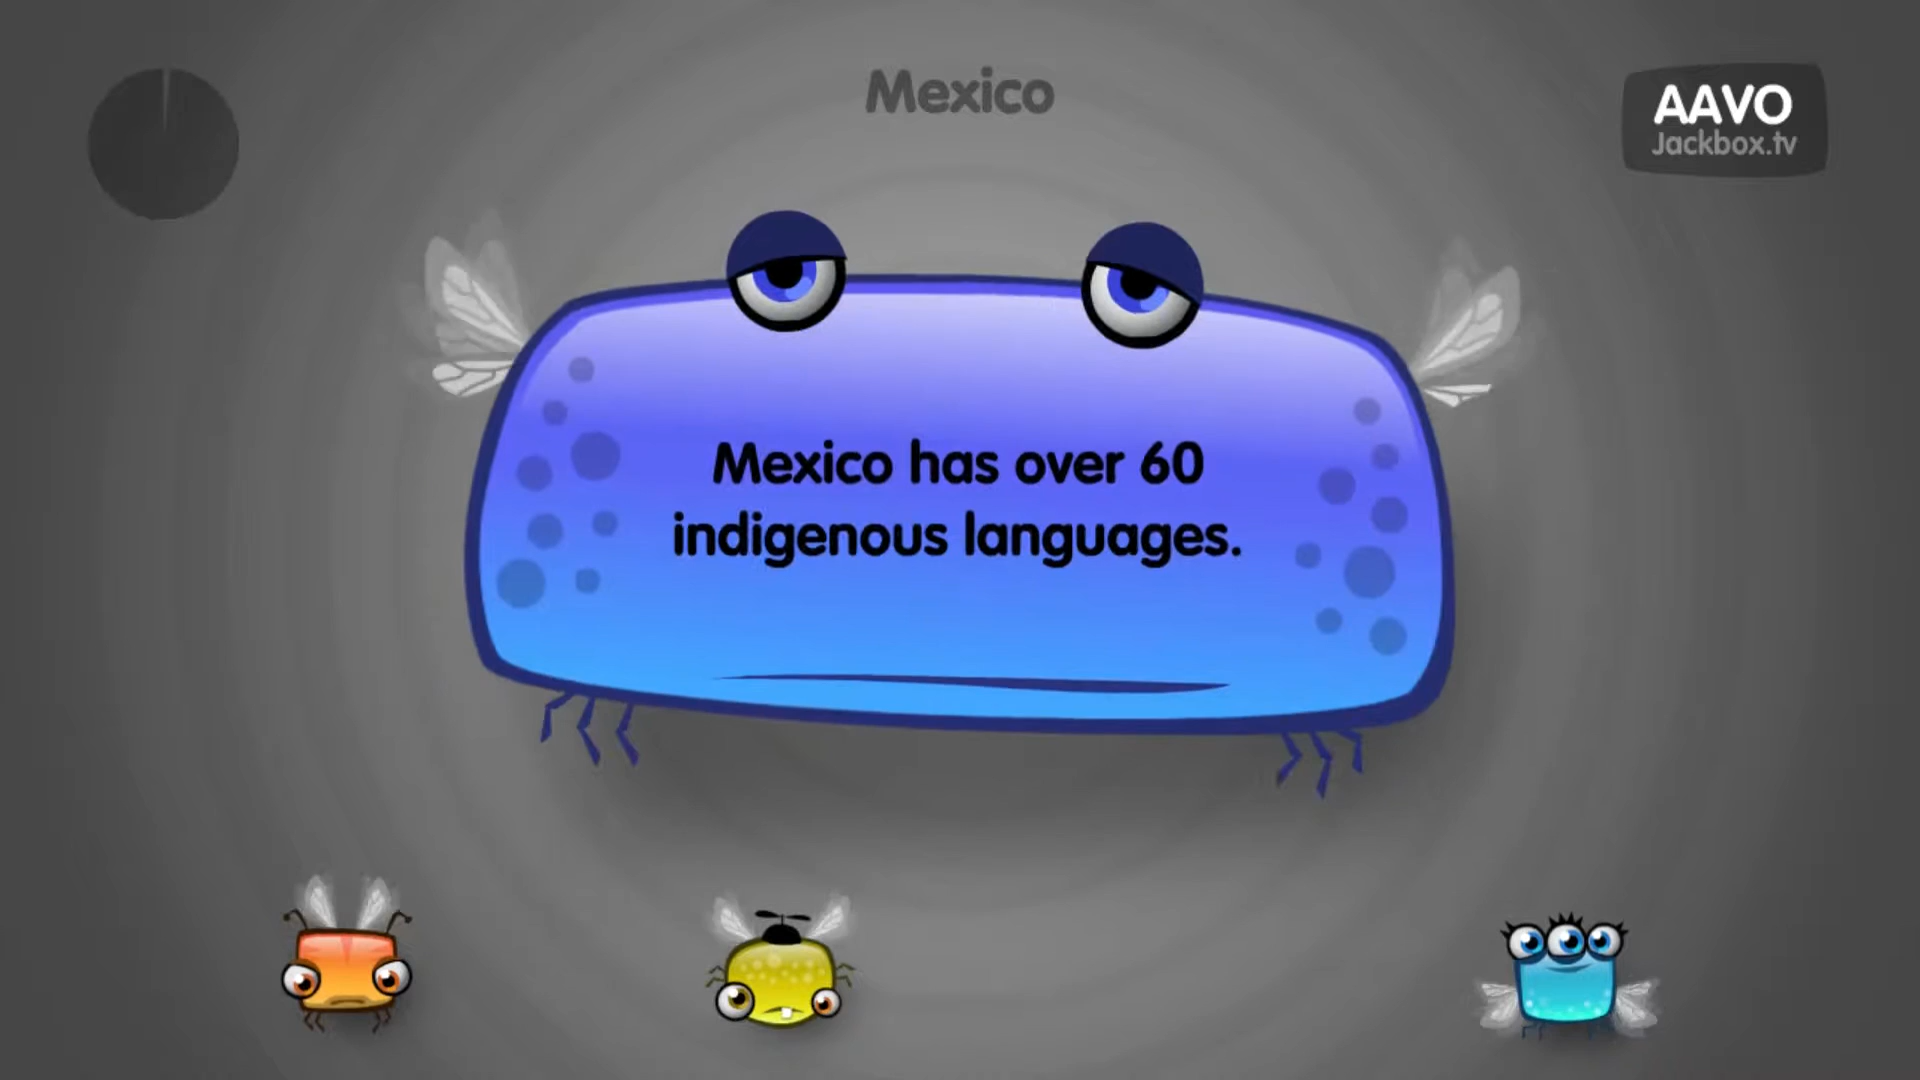 Mexico
AAVO
Jackbox.tv
Mexico has over 60
indigenous languages.